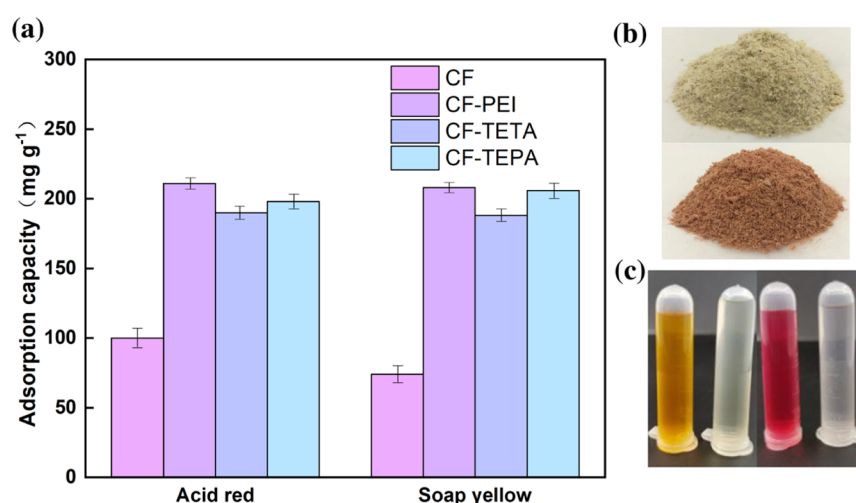 (a)
300
250
200
150
100
50
0
Adsorption capacity（mg g⁻¹）
CF
CF-PEI
CF-TETA
CF-TEPA
Acid red
Soap yellow
(b)
(c)